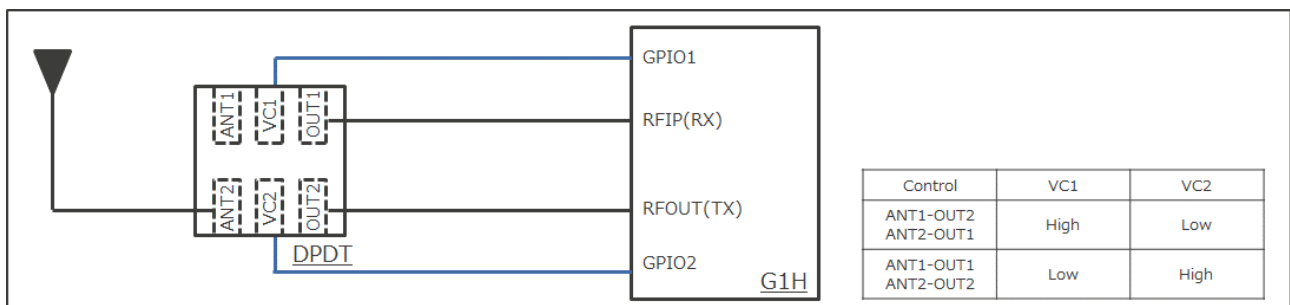 GPIO1
ANT1
VC1
OUT1
RFIP(RX)
ANT2
VC2
OUT2
RFOUT(TX)
DPDT
GPIO2
G1H
Control VC1 VC2
ANT1-OUT2
ANT2-OUT1
High Low
ANT1-OUT1
ANT2-OUT2
Low High